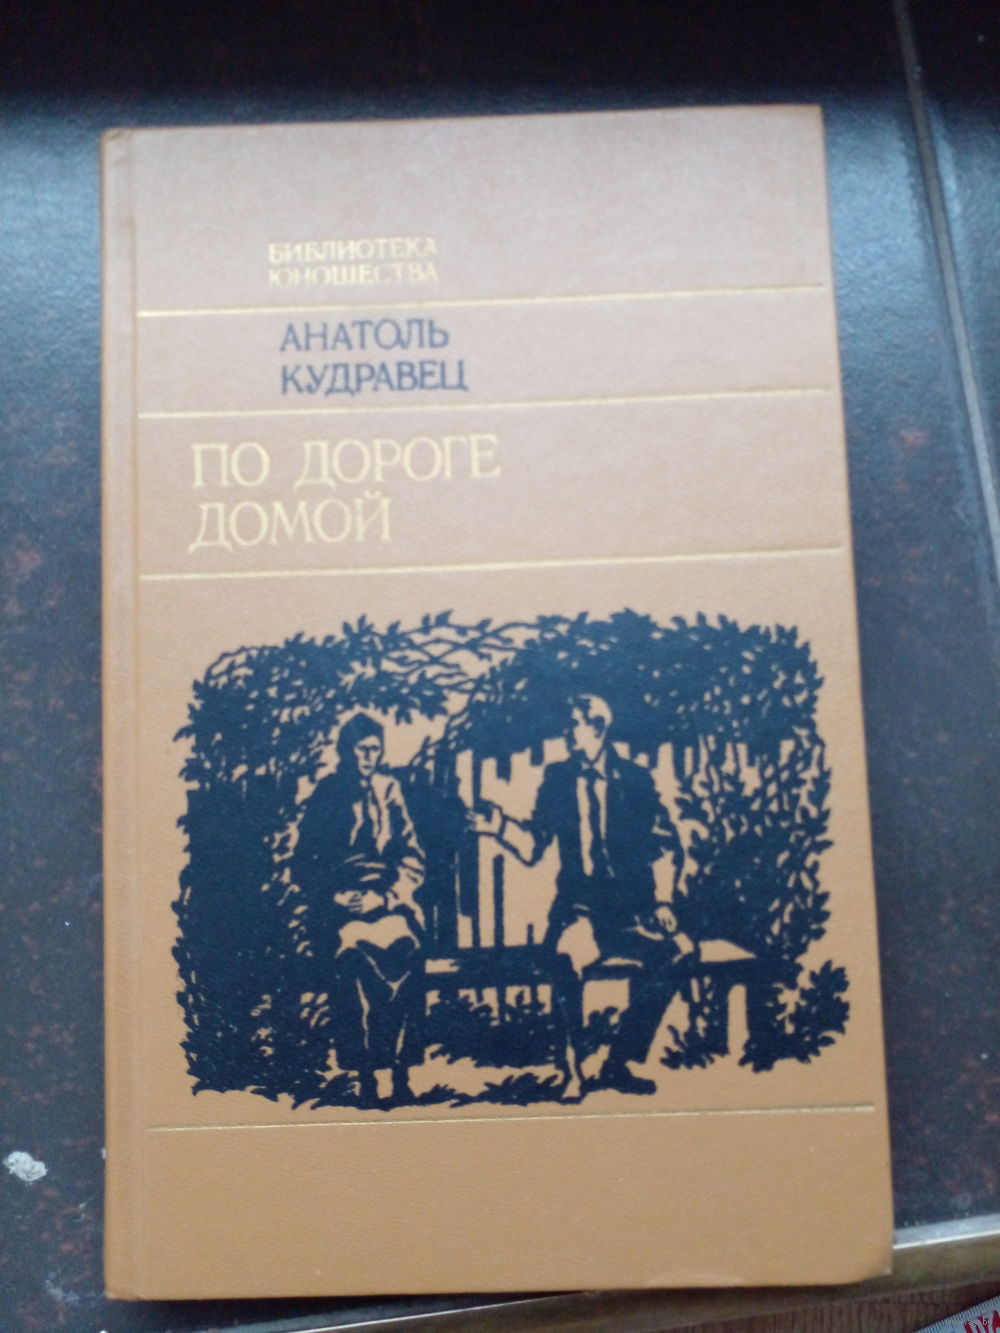 БИБЛИОТЕКА
ЮНОШЕСТВА
АНАТОЛЬ
КУДРАВЕЦ
ПО ДОРОГЕ
ДОМОЙ